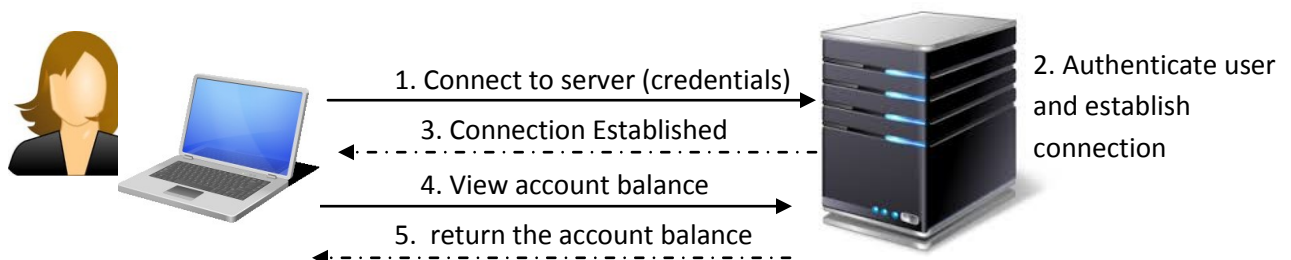 1. Connect to server (credentials)
2. Authenticate user
and establish
connection
3. Connection Established
4. View account balance
5. return the account balance